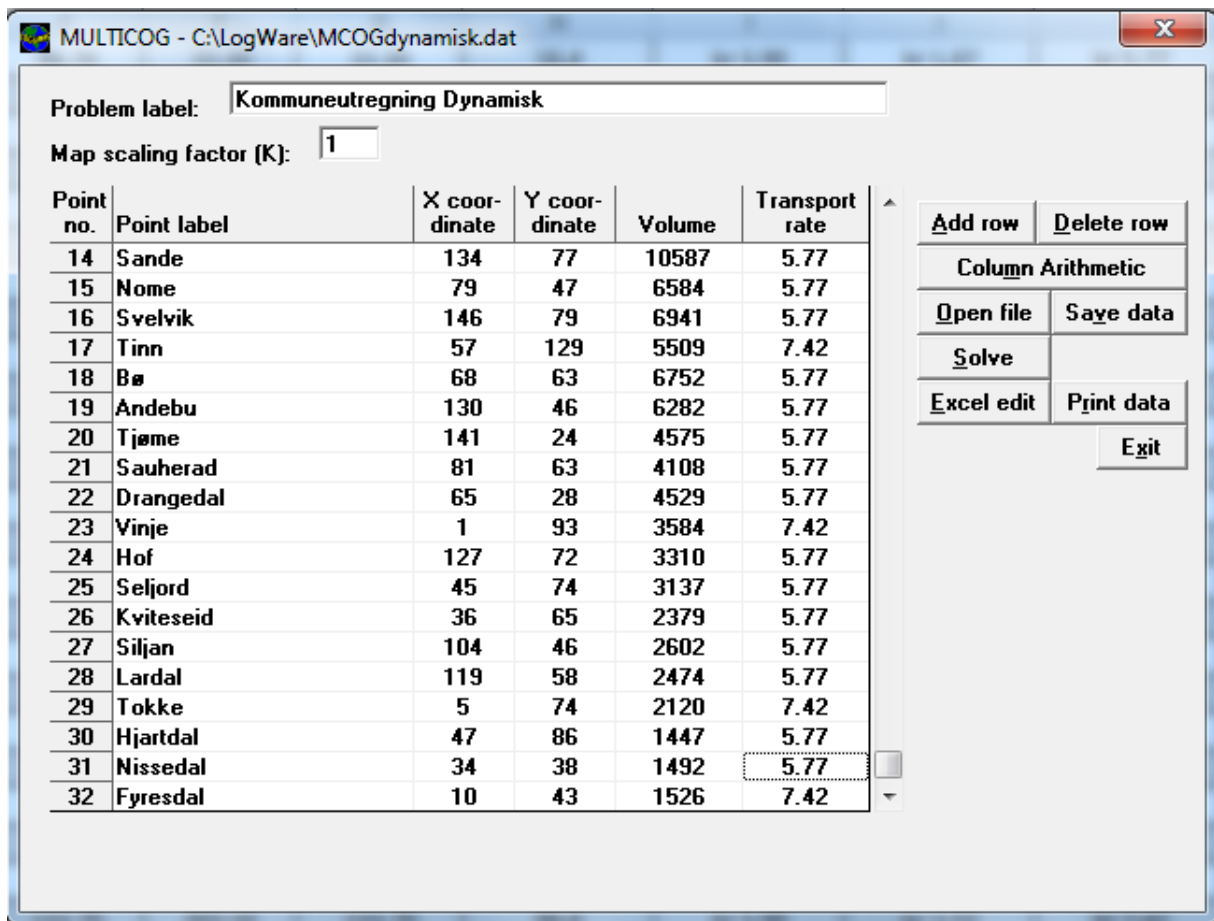 MULTICOG - C:\LogWare\MCOGdynamisk.dat
Problem label: Kommuneutregning Dynamisk
Map scaling factor (K): 1
Point no. Point label X coor-dinate Y coor-dinate Volume Transport rate
14 Sande 134 77 10587 5.77
15 Nome 79 47 6584 5.77
16 Svelvik 146 79 6941 5.77
17 Tinn 57 129 5509 7.42
18 Bø 68 63 6752 5.77
19 Andebu 130 46 6282 5.77
20 Tjøme 141 24 4575 5.77
21 Sauherad 81 63 4108 5.77
22 Drangedal 65 28 4529 5.77
23 Vinje 1 93 3584 7.42
24 Hof 127 72 3310 5.77
25 Seljord 45 74 3137 5.77
26 Kviteseid 36 65 2379 5.77
27 Siljan 104 46 2602 5.77
28 Lardal 119 58 2474 5.77
29 Tokke 5 74 2120 7.42
30 Hjartdal 47 86 1447 5.77
31 Nissedal 34 38 1492 5.77
32 Fyresdal 10 43 1526 7.42
Add row Delete row
Column Arithmetic
Open file Save data
Solve
Excel edit Print data
Exit